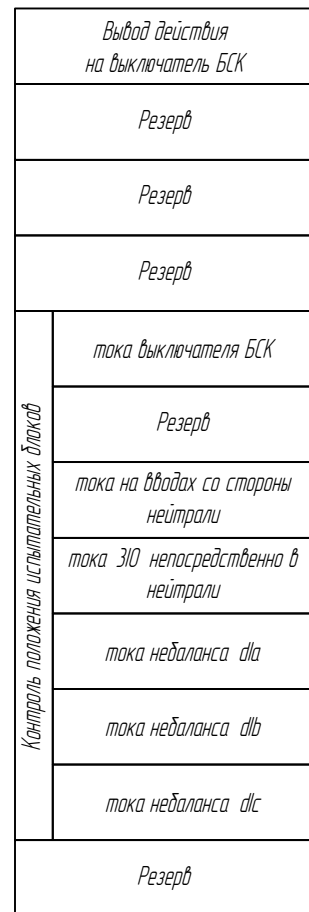 Вывод действия
на выключатель БСК
Резерв
Резерв
Резерв
Контроль положения испытательных блоков
тока выключателя БСК
Резерв
тока на вводах со стороны
нейтрали
тока 3I0 непосредственно в
нейтрали
тока небаланса dIa
тока небаланса dIb
тока небаланса dIc
Резерв